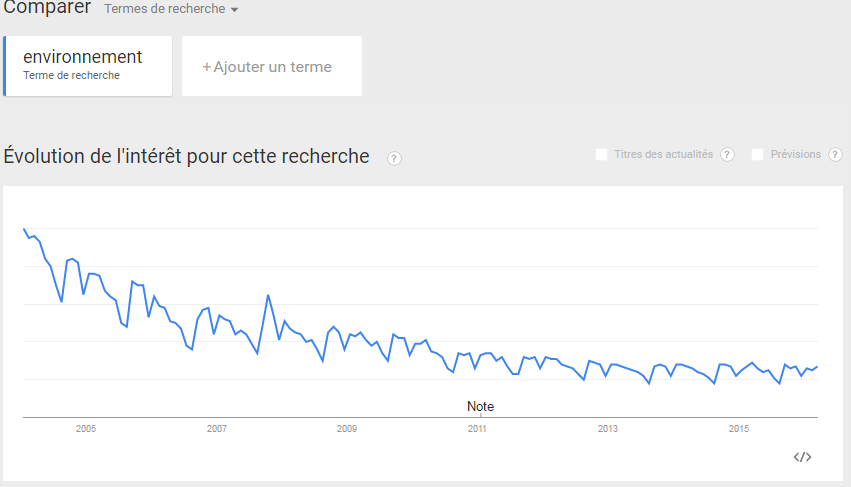 Comparer Termes de recherche
environnement
Terme de recherche
+Ajouter un terme
Évolution de l'intérêt pour cette recherche ?
Titres des actualités ? Prévisions ?
Note
2005 2007 2009 2011 2013 2015
</>